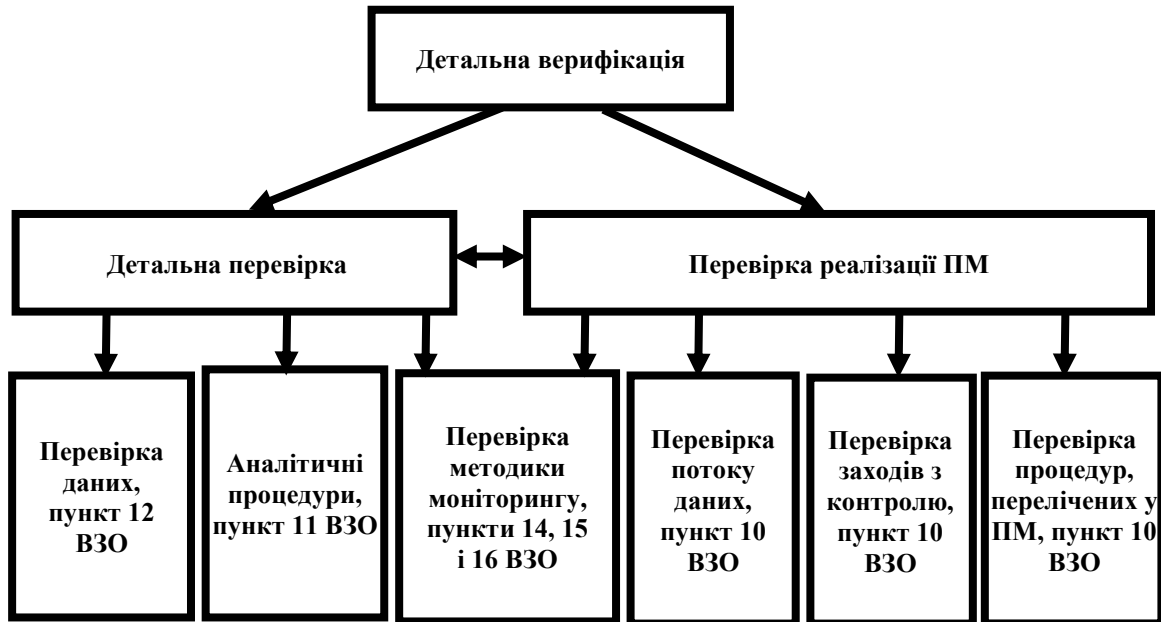 Детальна верифікація
Детальна перевірка
Перевірка реалізації ПМ
Перевірка
даних,
пункт 12
ВЗО
Аналітичні
процедури,
пункт 11 ВЗО
Перевірка
методики
моніторингу,
пункти 14, 15
і 16 ВЗО
Перевірка
потоку
даних,
пункт 10
ВЗО
Перевірка
заходів з
контролю,
пункт 10
ВЗО
Перевірка
процедур,
перелічених у
ПМ, пункт 10
ВЗО